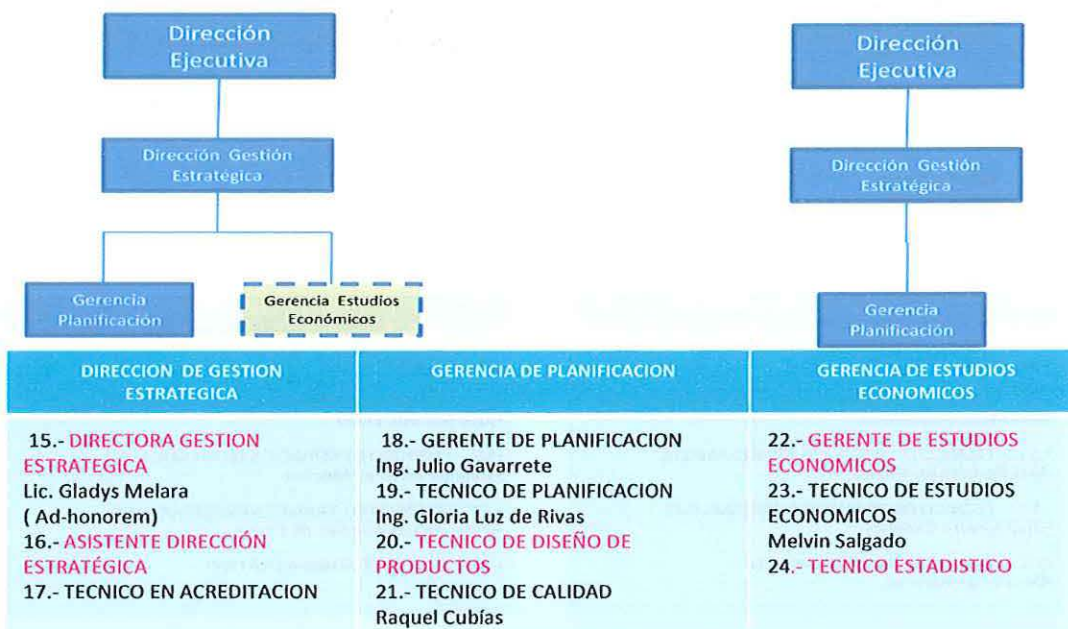 Dirección
Ejecutiva
Dirección Gestión
Estratégica
Gerencia
Planificación
Gerencia Estudios
Económicos
Dirección
Ejecutiva
Dirección Gestión
Estratégica
Gerencia
Planificación
DIRECCION DE GESTION
ESTRATEGICA
15.- DIRECTORA GESTION
ESTRATEGICA
Lic. Gladys Melara
( Ad-honorem)
16.- ASISTENTE DIRECCIÓN
ESTRATÉGICA
17.- TECNICO EN ACREDITACION
GERENCIA DE PLANIFICACION
18.- GERENTE DE PLANIFICACION
Ing. Julio Gavarrete
19.- TECNICO DE PLANIFICACION
Ing. Gloria Luz de Rivas
20.- TECNICO DE DISEÑO DE
PRODUCTOS
21.- TECNICO DE CALIDAD
Raquel Cubías
GERENCIA DE ESTUDIOS
ECONOMICOS
22.- GERENTE DE ESTUDIOS
ECONOMICOS
23.- TECNICO DE ESTUDIOS
ECONOMICOS
Melvin Salgado
24.- TECNICO ESTADISTICO